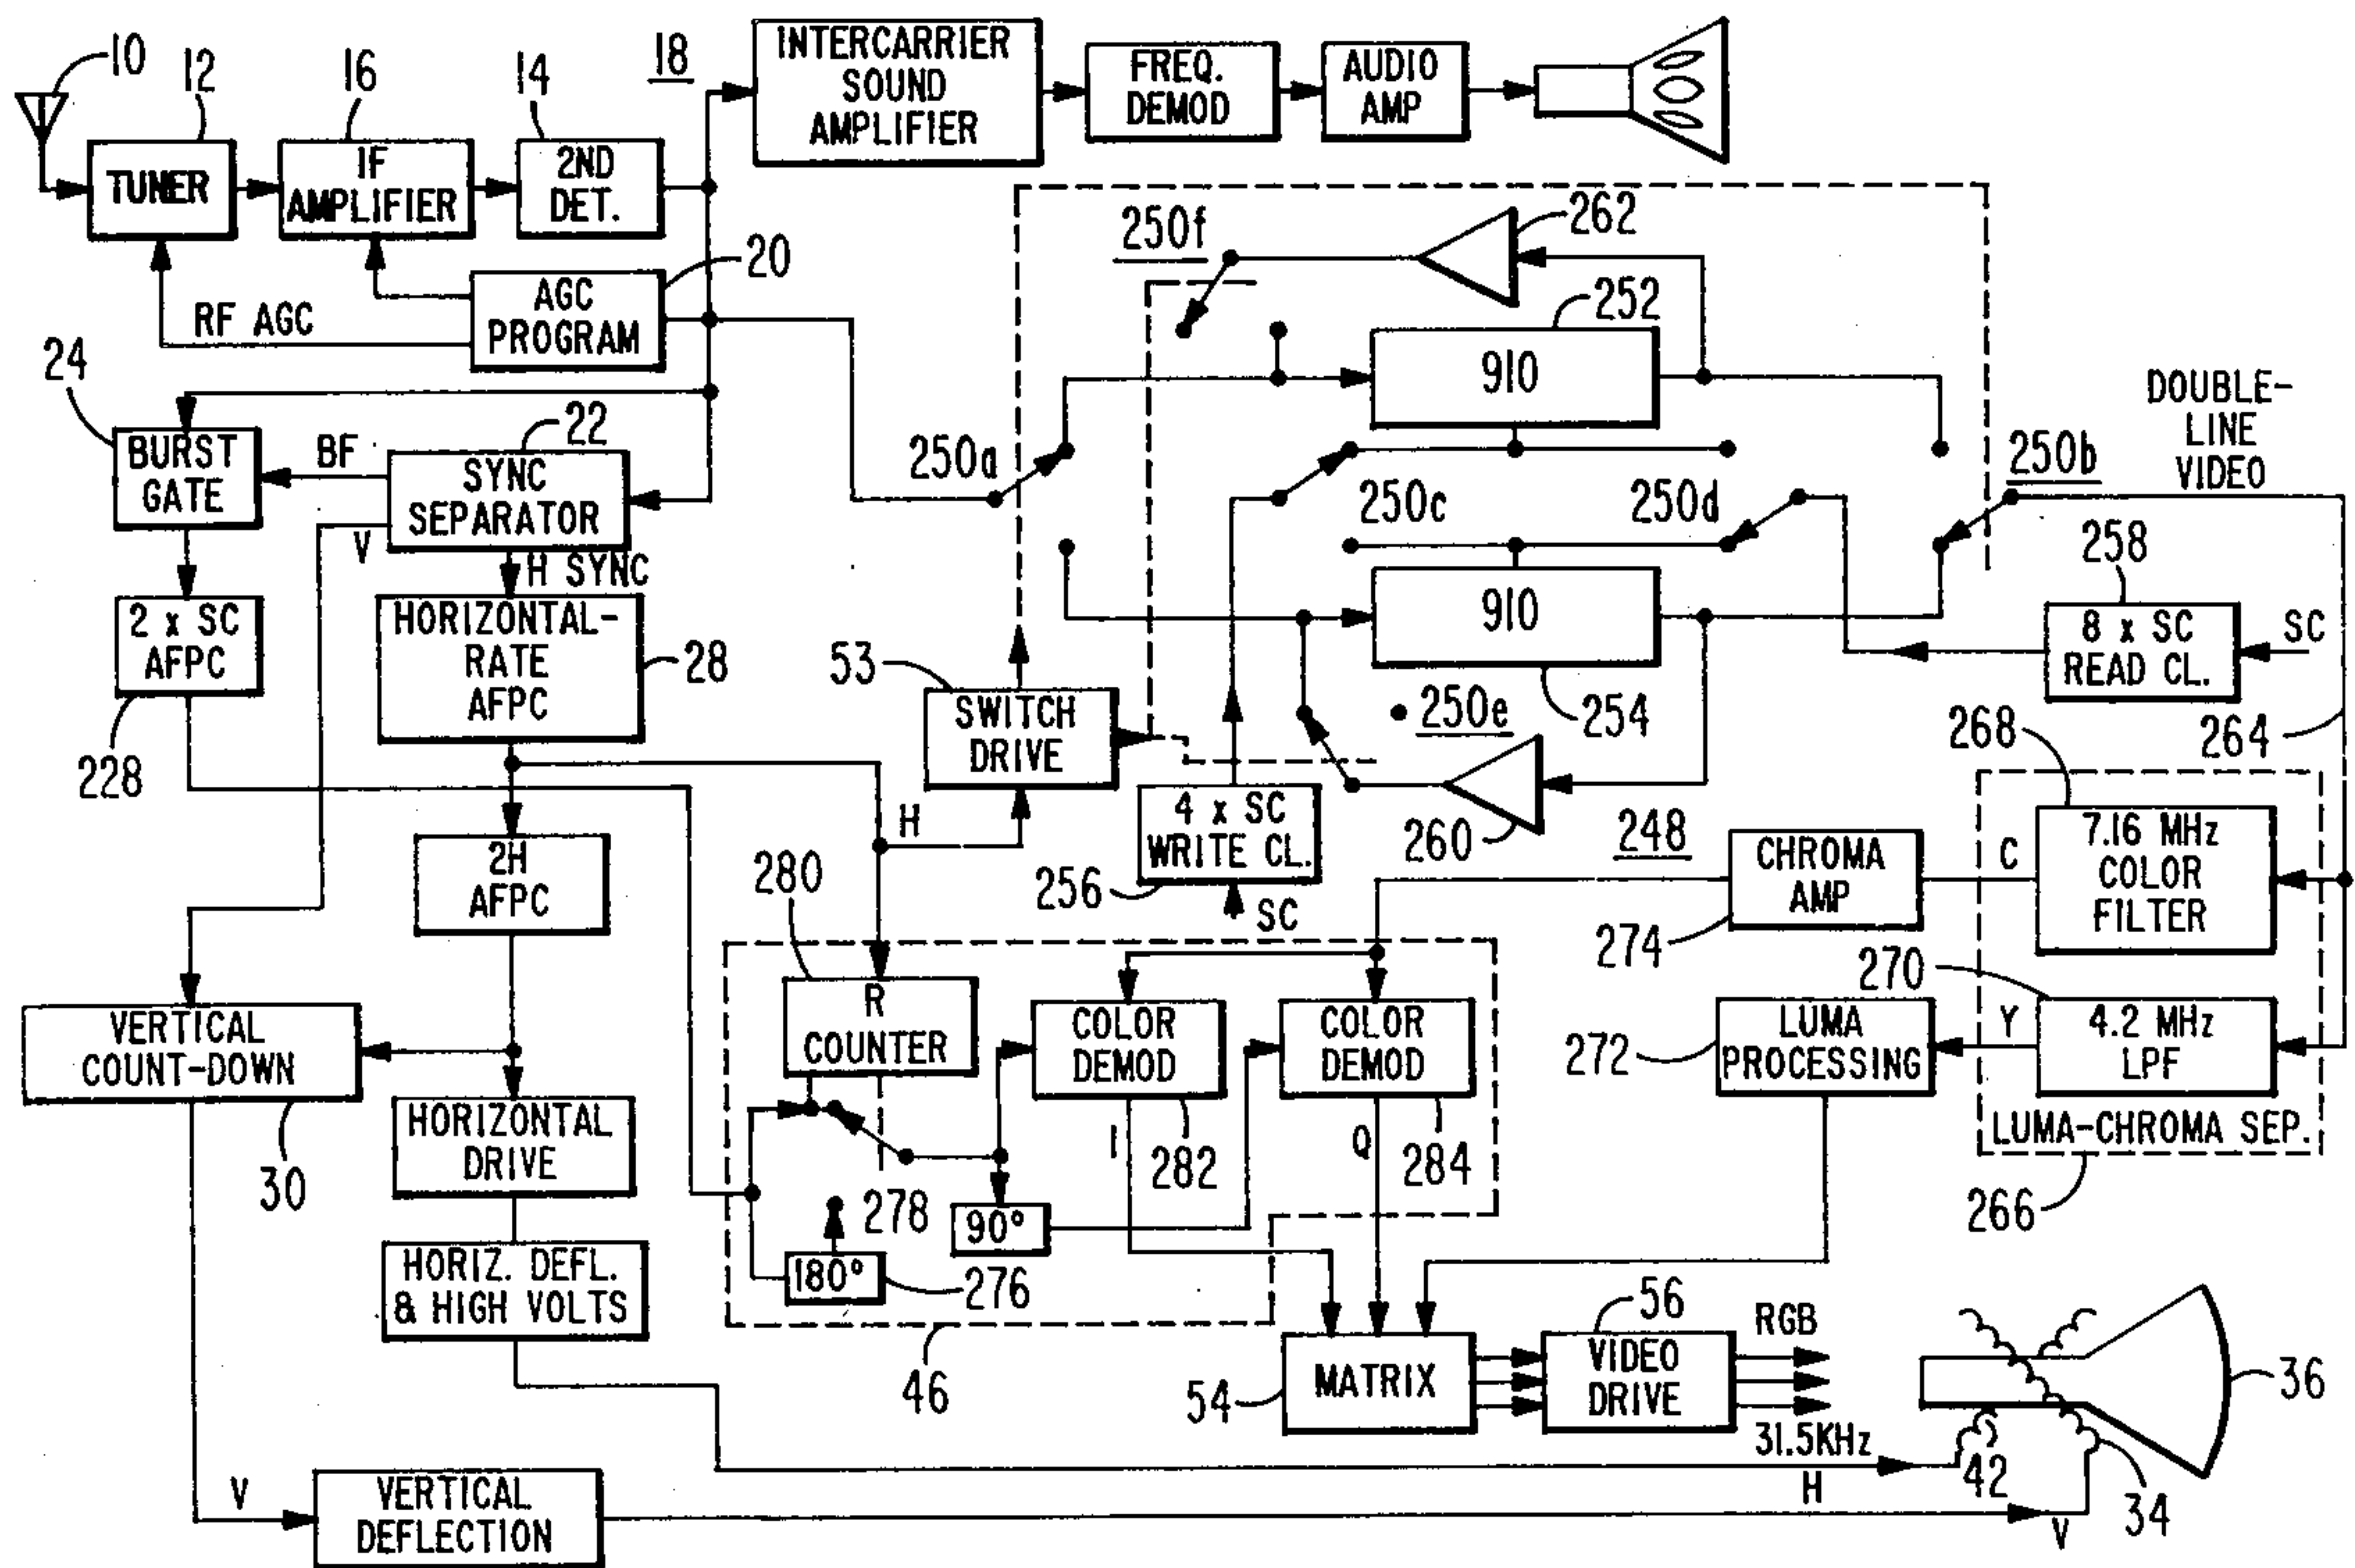 10
12
16
14
18
INTERCARRIER
SOUND
AMPLIFIER
FREQ.
DEMOD
AUDIO
AMP
TUNER
IF
AMPLIFIER
2ND
DET.
20
AGC
PROGRAM
RF AGC
250f
262
252
910
24
BURST
GATE
BF
22
SYNC
SEPARATOR
V
H SYNC
250a
250c
250d
250b
DOUBLE-
LINE
VIDEO
258
8 x SC
READ CL.
SC
2 x SC
AFPC
228
HORIZONTAL-
RATE
AFPC
28
53
SWITCH
DRIVE
910
250e
254
264
268
H
4 x SC
WRITE CL.
256
SC
260
248
CHROMA
AMP
274
C
7.16 MHz
COLOR
FILTER
2H
AFPC
280
R
COUNTER
COLOR
DEMOD
COLOR
DEMOD
270
LUMA
PROCESSING
272
Y
4.2 MHz
LPF
LUMA-CHROMA SEP.
266
VERTICAL
COUNT-DOWN
30
HORIZONTAL
DRIVE
I
282
Q
284
278
90°
180°
276
46
HORIZ. DEFL.
& HIGH VOLTS
MATRIX
54
56
VIDEO
DRIVE
RGB
36
31.5KHz
H
42
34
V
V
VERTICAL
DEFLECTION